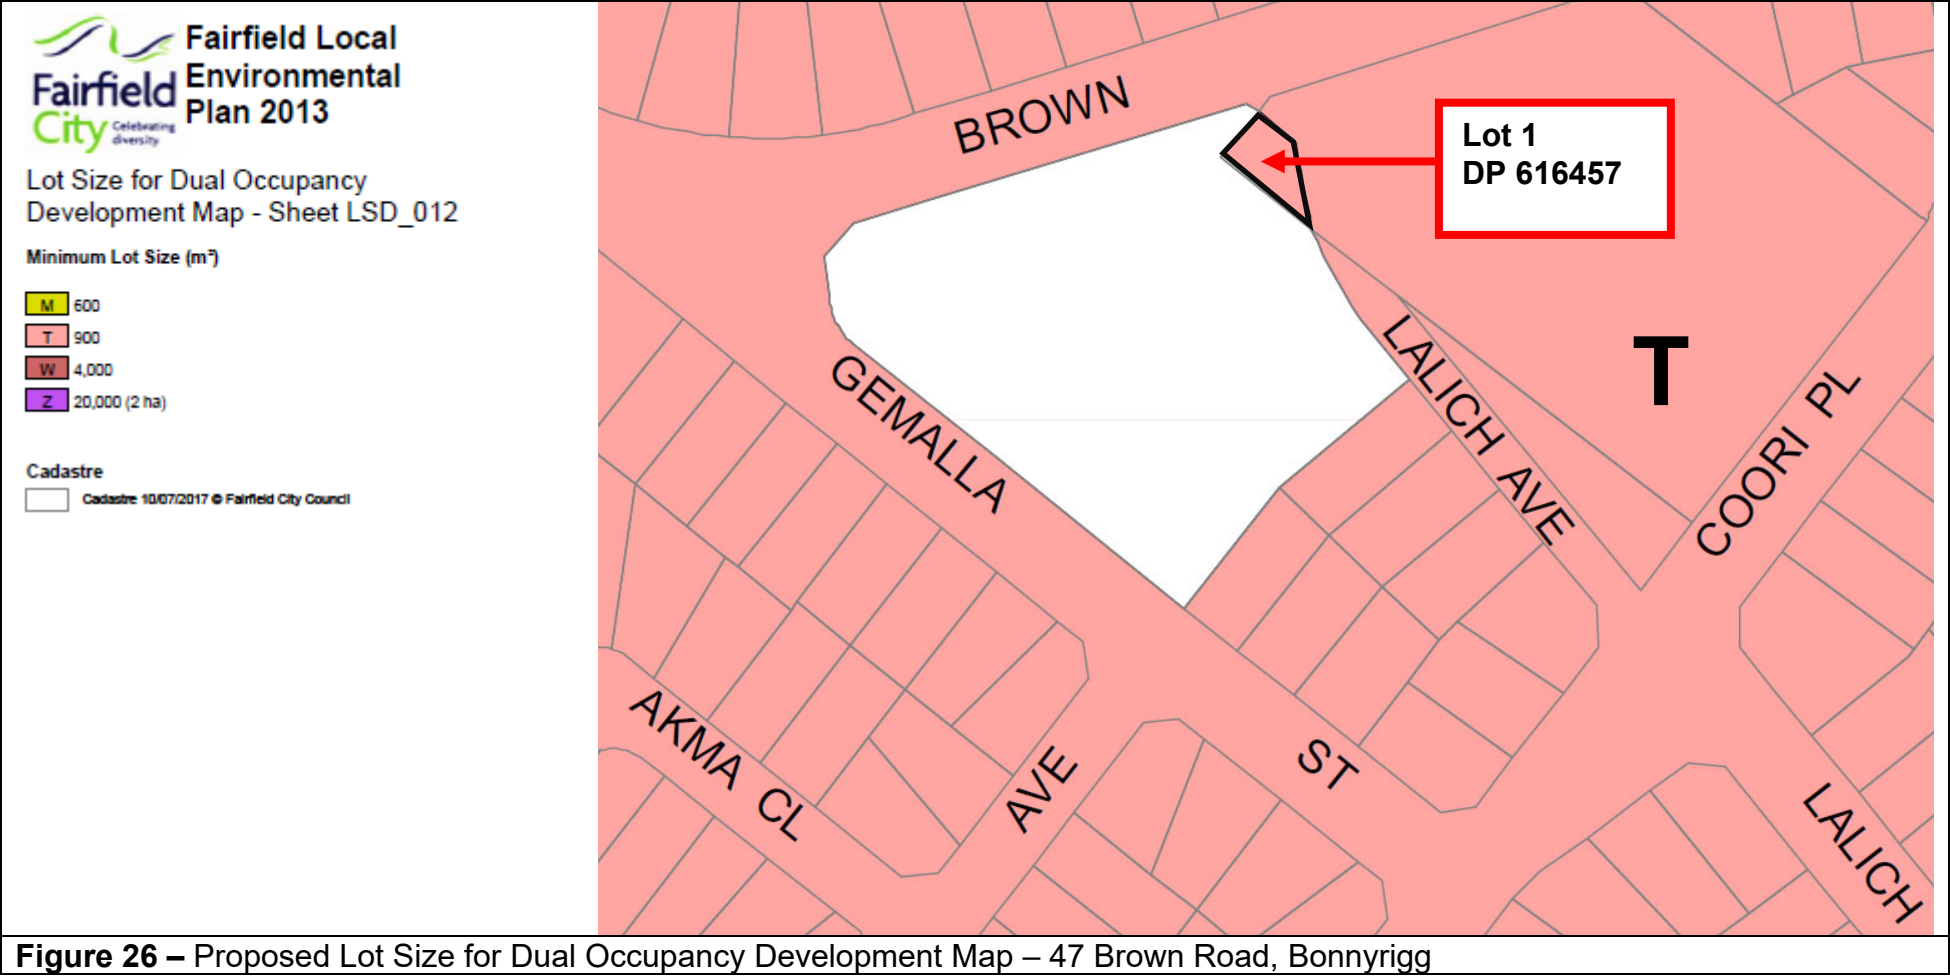 Fairfield
City
Celebrating
diversity
Fairfield Local
Environmental
Plan 2013
Lot Size for Dual Occupancy
Development Map - Sheet LSD_012
Minimum Lot Size (m²)
M 600
T 900
W 4,000
Z 20,000 (2 ha)
Cadastre
Cadastre 10/07/2017 © Fairfield City Council
BROWN
Lot 1
DP 616457
T
LALICH AVE
COORI PL
GEMALLA
ST
AKMA CL
AVE
LALICH
Figure 26 – Proposed Lot Size for Dual Occupancy Development Map – 47 Brown Road, Bonnyrigg